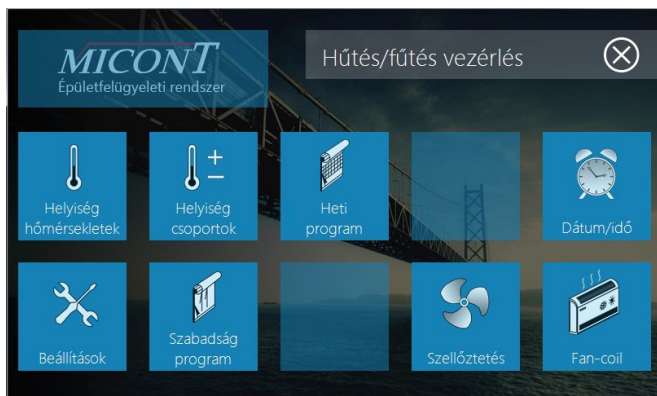 MICONT
Épületfelügyeleti rendszer
Hűtés/fűtés vezérlés
Helyiség
hőmérsekletek
Helyiség
csoportok
Heti
program
Dátum/idő
Beállítások
Szabadság
program
Szellőztetés
Fan-coil